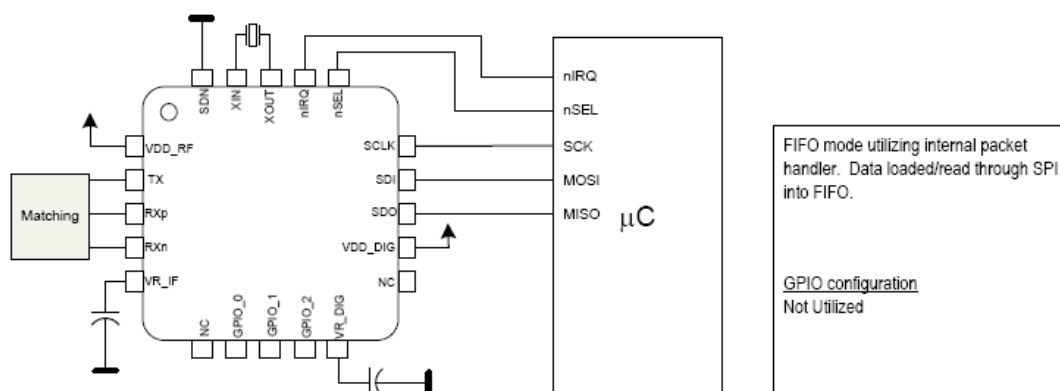 SDN
XIN
XOUT
nIRQ
nSEL
VDD_RF
TX
RXp
RXn
VR_IF
Matching
SCLK
SDI
SDO
VDD_DIG
NC
NC
GPIO_0
GPIO_1
GPIO_2
VR_DIG
nIRQ
nSEL
SCK
MOSI
MISO
μC
FIFO mode utilizing internal packet
handler. Data loaded/read through SPI
into FIFO.
GPIO configuration
Not Utilized